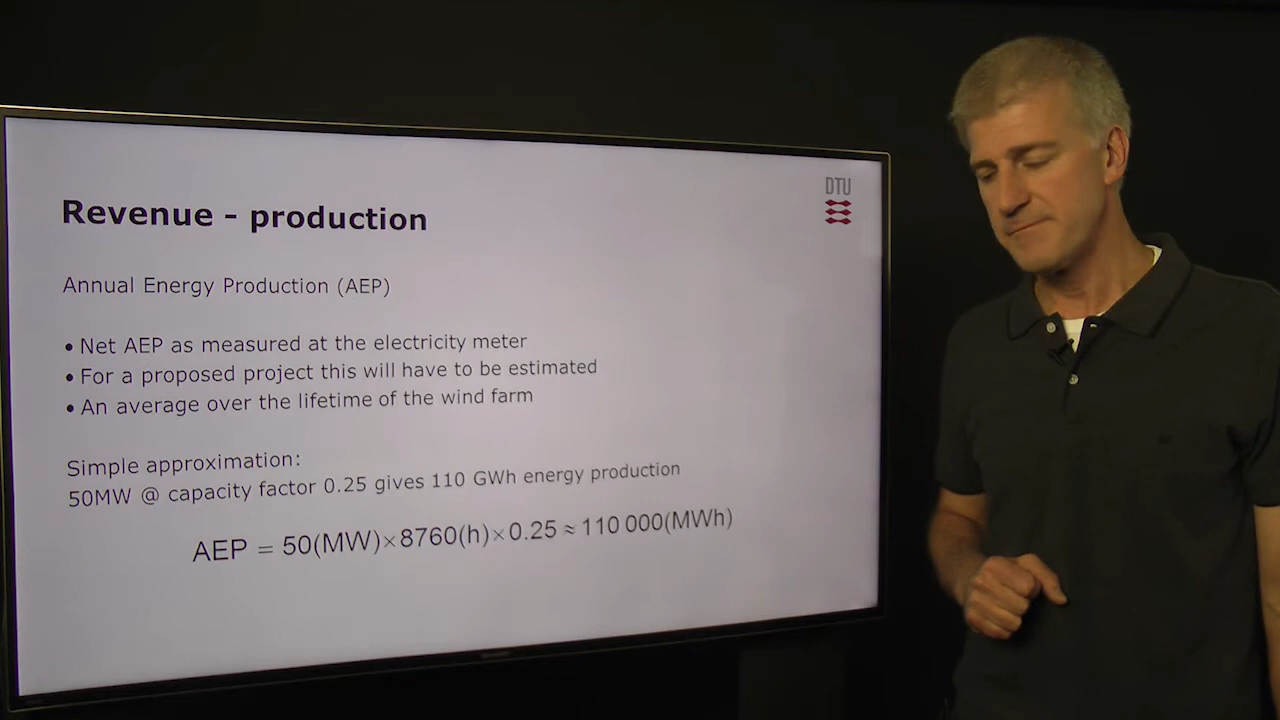 DTU
Revenue - production
Annual Energy Production (AEP)
• Net AEP as measured at the electricity meter
• For a proposed project this will have to be estimated
• An average over the lifetime of the wind farm
Simple approximation:
50MW @ capacity factor 0.25 gives 110 GWh energy production
AEP = 50(MW)×8760(h)×0.25 ≈ 110 000(MWh)